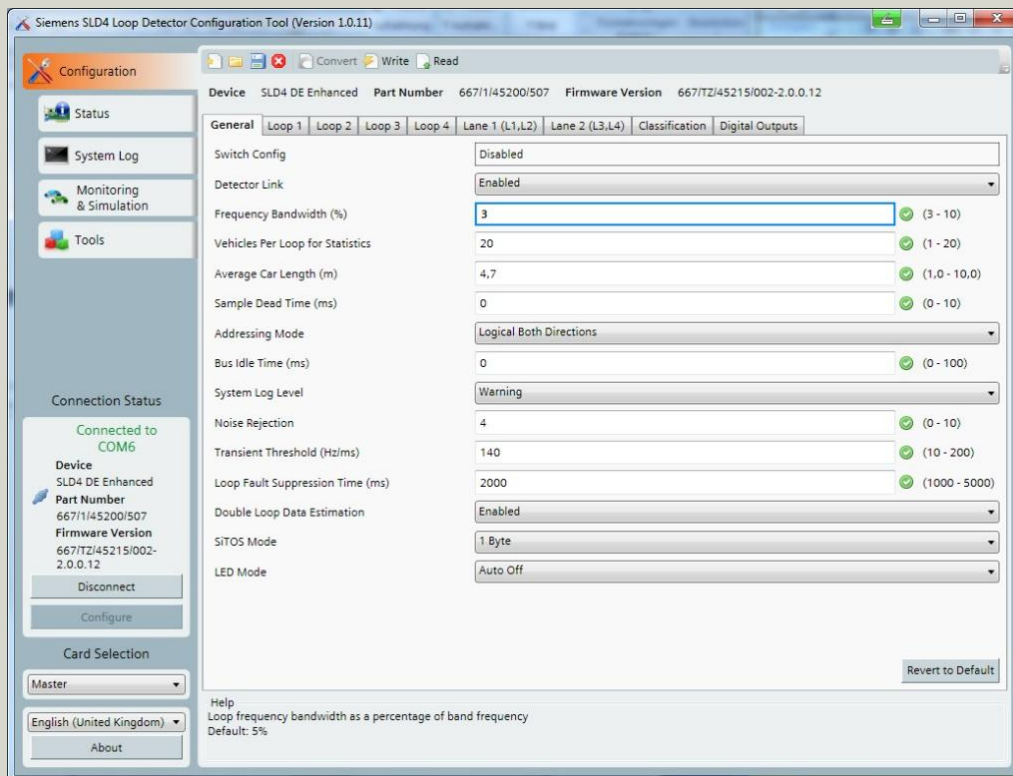 Siemens SLD4 Loop Detector Configuration Tool (Version 1.0.11)
Configuration
Status
System Log
Monitoring
& Simulation
Tools
Connection Status
Connected to
COM6
Device
SLD4 DE Enhanced
Part Number
667/1/45200/507
Firmware Version
667/TZ/45215/002-
2.0.0.12
Disconnect
Configure
Card Selection
Master
English (United Kingdom)
About
Convert Write Read
Device SLD4 DE Enhanced Part Number 667/1/45200/507 Firmware Version 667/TZ/45215/002-2.0.0.12
General Loop 1 Loop 2 Loop 3 Loop 4 Lane 1 (L1,L2) Lane 2 (L3,L4) Classification Digital Outputs
Switch Config Disabled
Detector Link Enabled
Frequency Bandwidth (%) 3 (3 - 10)
Vehicles Per Loop for Statistics 20 (1 - 20)
Average Car Length (m) 4,7 (1,0 - 10,0)
Sample Dead Time (ms) 0 (0 - 10)
Addressing Mode Logical Both Directions
Bus Idle Time (ms) 0 (0 - 100)
System Log Level Warning
Noise Rejection 4 (0 - 10)
Transient Threshold (Hz/ms) 140 (10 - 200)
Loop Fault Suppression Time (ms) 2000 (1000 - 5000)
Double Loop Data Estimation Enabled
SiTOS Mode 1 Byte
LED Mode Auto Off
Revert to Default
Help
Loop frequency bandwidth as a percentage of band frequency
Default: 5%